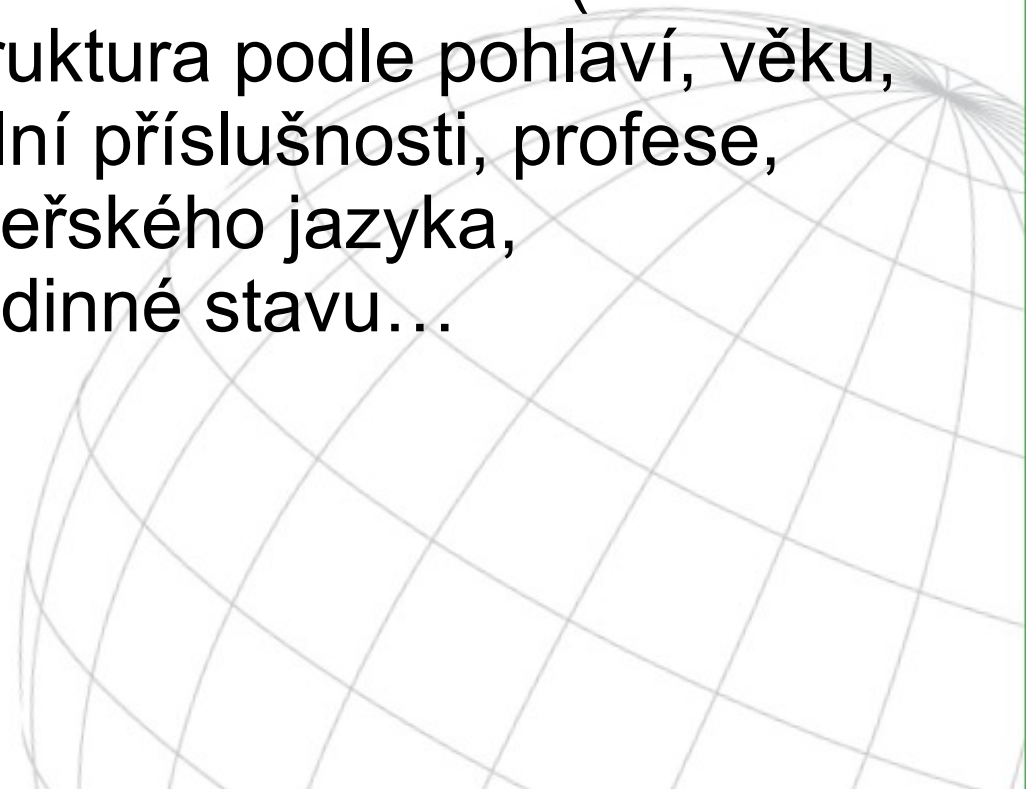 ruktura podle pohlaví, věku,
lní příslušnosti, profese,
eřského jazyka,
dinné stavu…